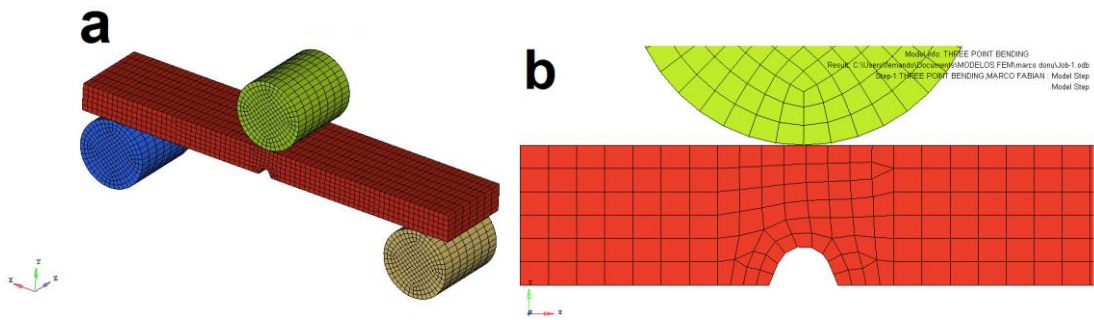 a
b
Model info: THREE POINT BENDING
Result: C:\Users\fernando\Documents\MODELOS FEM\marco donu\Job-1.odb
Step-1:THREE POINT BENDING,MARCO FABIAN : Model Step
Model Step
Y
X
Z
X